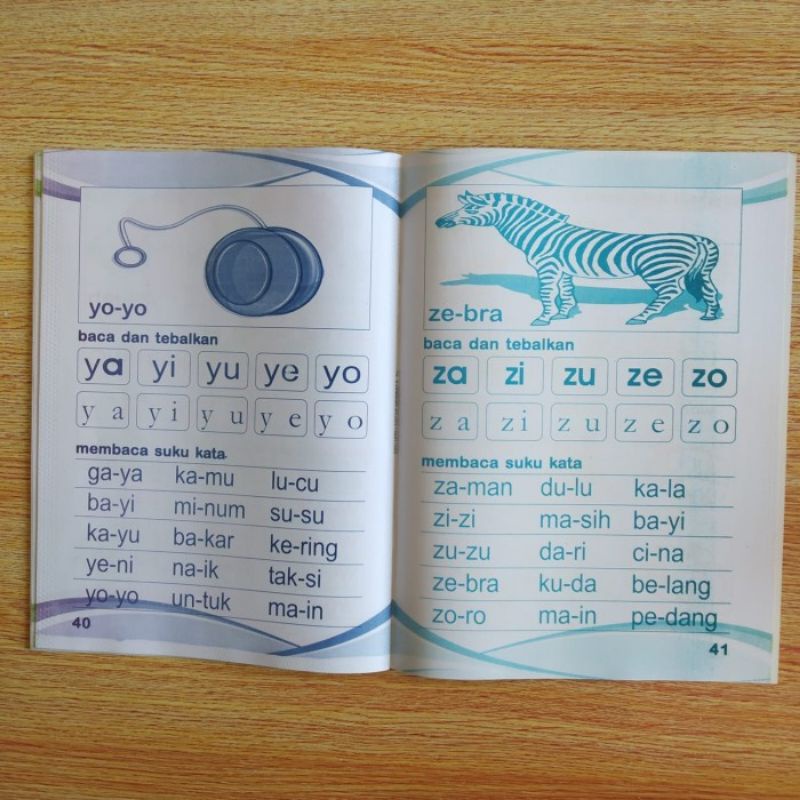 yo-yo
baca dan tebalkan
ya yi yu ye yo
y a y i y u y e y o
membaca suku kata
ga-ya ka-mu lu-cu
ba-yi mi-num su-su
ka-yu ba-kar ke-ring
ye-ni na-ik tak-si
yo-yo un-tuk ma-in
40
ze-bra
baca dan tebalkan
za zi zu ze zo
z a z i z u z e z o
membaca suku kata
za-man du-lu ka-la
zi-zi ma-sih ba-yi
zu-zu da-ri ci-na
ze-bra ku-da be-lang
zo-ro ma-in pe-dang
41